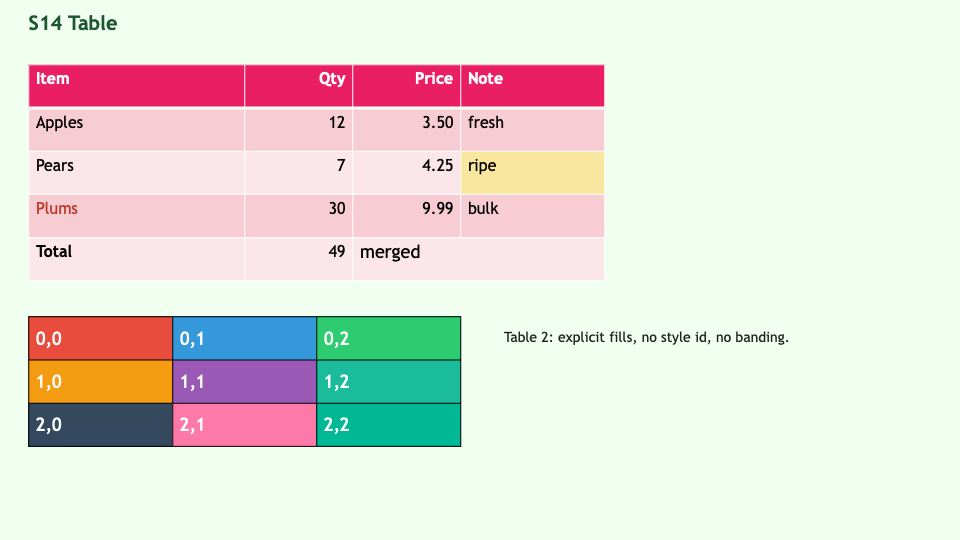 S14 Table
Item Qty Price Note
Apples 12 3.50 fresh
Pears 7 4.25 ripe
Plums 30 9.99 bulk
Total 49 merged
0,0 0,1 0,2
1,0 1,1 1,2
2,0 2,1 2,2
Table 2: explicit fills, no style id, no banding.